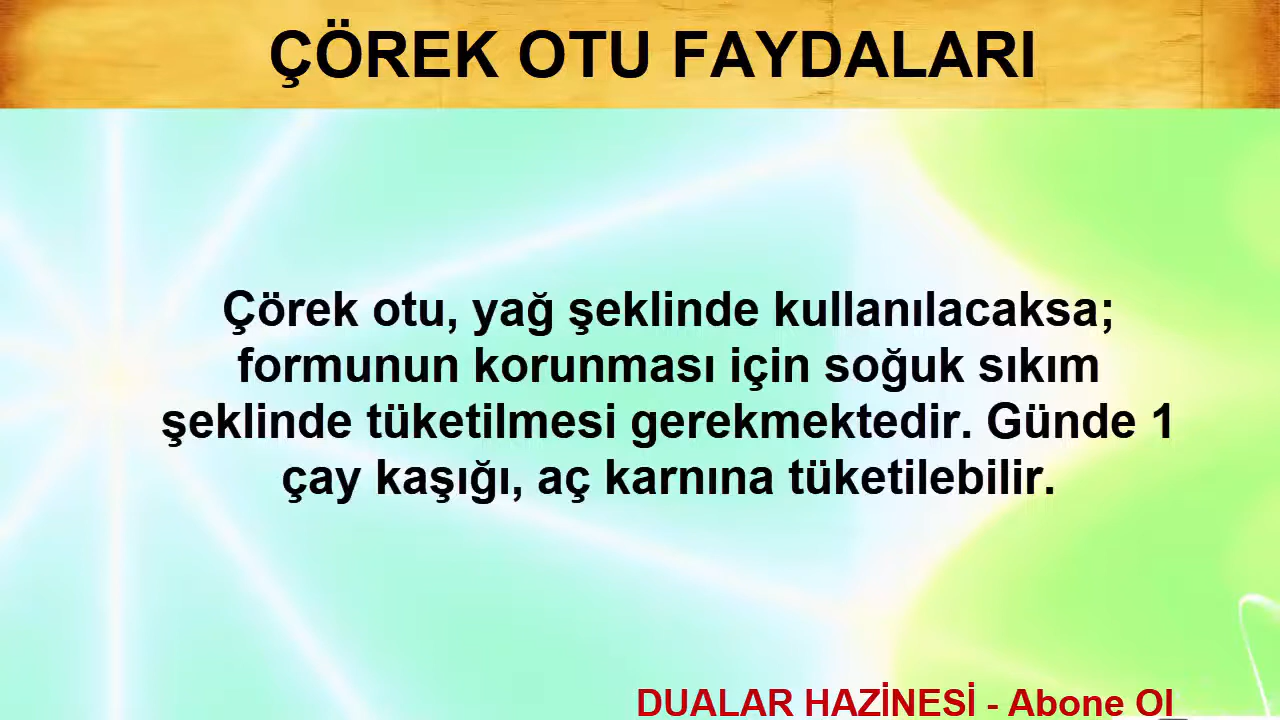 ÇÖREK OTU FAYDALARI
Çörek otu, yağ şeklinde kullanılacaksa;
formunun korunması için soğuk sıkım
şeklinde tüketilmesi gerekmektedir. Günde 1
çay kaşığı, aç karnına tüketilebilir.
DUALAR HAZİNESİ - Abone Ol